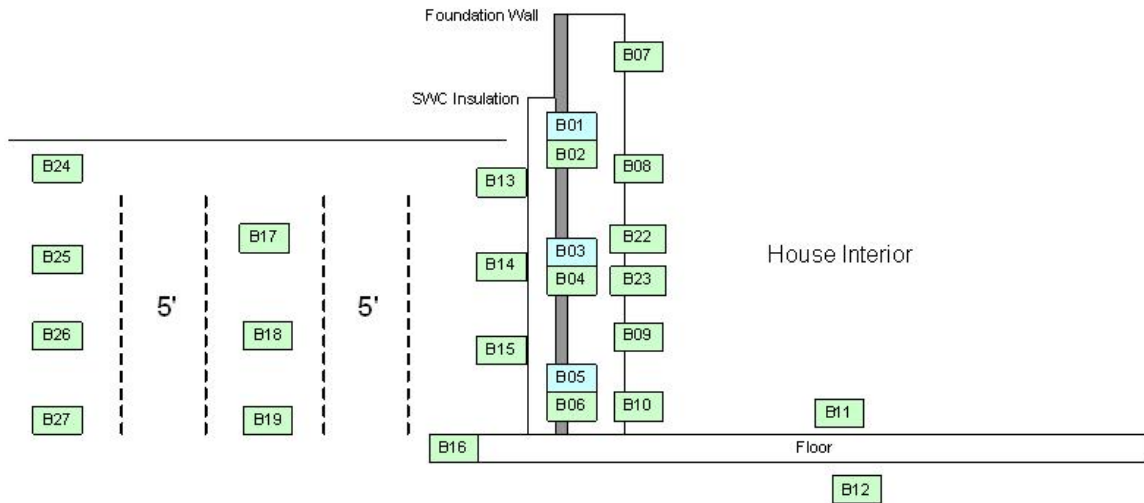 Foundation Wall
B07
SWC Insulation
B01
B02
B24
B08
B13
B17
B22
B03
House Interior
B25
B14
B04
B23
5'
5'
B26
B18
B15
B09
B05
B06
B10
B27
B19
B11
B16
Floor
B12